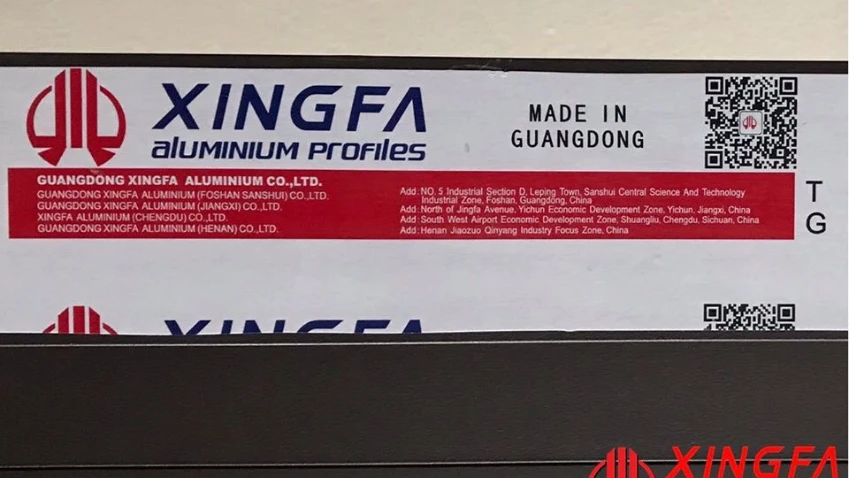 XINGFA
aLUMINIUM Profiles
MADE IN
GUANGDONG
GUANGDONG XINGFA ALUMINIUM CO.,LTD.
GUANGDONG XINGFA ALUMINIUM (FOSHAN SANSHUI) CO.,LTD.
GUANGDONG XINGFA ALUMINIUM (JIANGXI) CO.,LTD.
XINGFA ALUMINIUM (CHENGDU) CO.,LTD.
GUANGDONG XINGFA ALUMINIUM (HENAN) CO.,LTD.
Add: NO. 5 Industrial Section D, Leping Town, Sanshui Central Science And Technology
Industrial Zone, Foshan, Guangdong, China
Add: North of Jingfa Avenue, Yichun Economic Development Zone, Yichun, Jiangxi, China
Add: South West Airport Economic Development Zone, Shuangliu, Chengdu, Sichuan, China
Add: Henan Jiaozuo Qinyang Industry Focus Zone, China
T
G
XINGFA
XINGFA